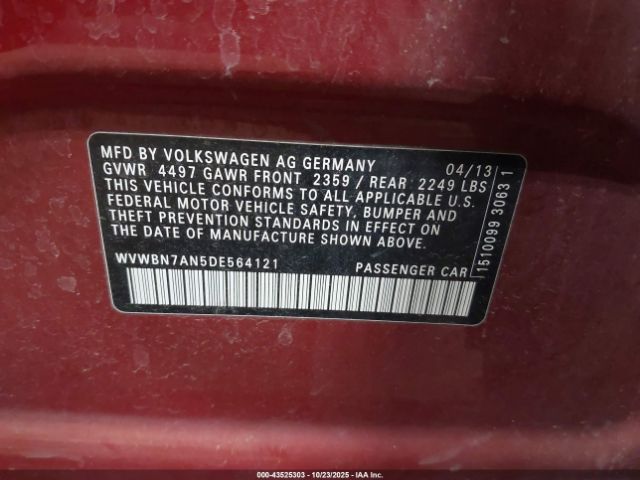 MFD BY VOLKSWAGEN AG GERMANY 04/13
GVWR 4497 GAWR FRONT 2359 / REAR 2249 LBS
THIS VEHICLE CONFORMS TO ALL APPLICABLE U.S.
FEDERAL MOTOR VEHICLE SAFETY, BUMPER AND
THEFT PREVENTION STANDARDS IN EFFECT ON
THE DATE OF MANUFACTURE SHOWN ABOVE.
WVWBN7AN5DE564121 PASSENGER CAR
1510099 3063 1
000-43525303 - 10/23/2025 - IAA Inc.